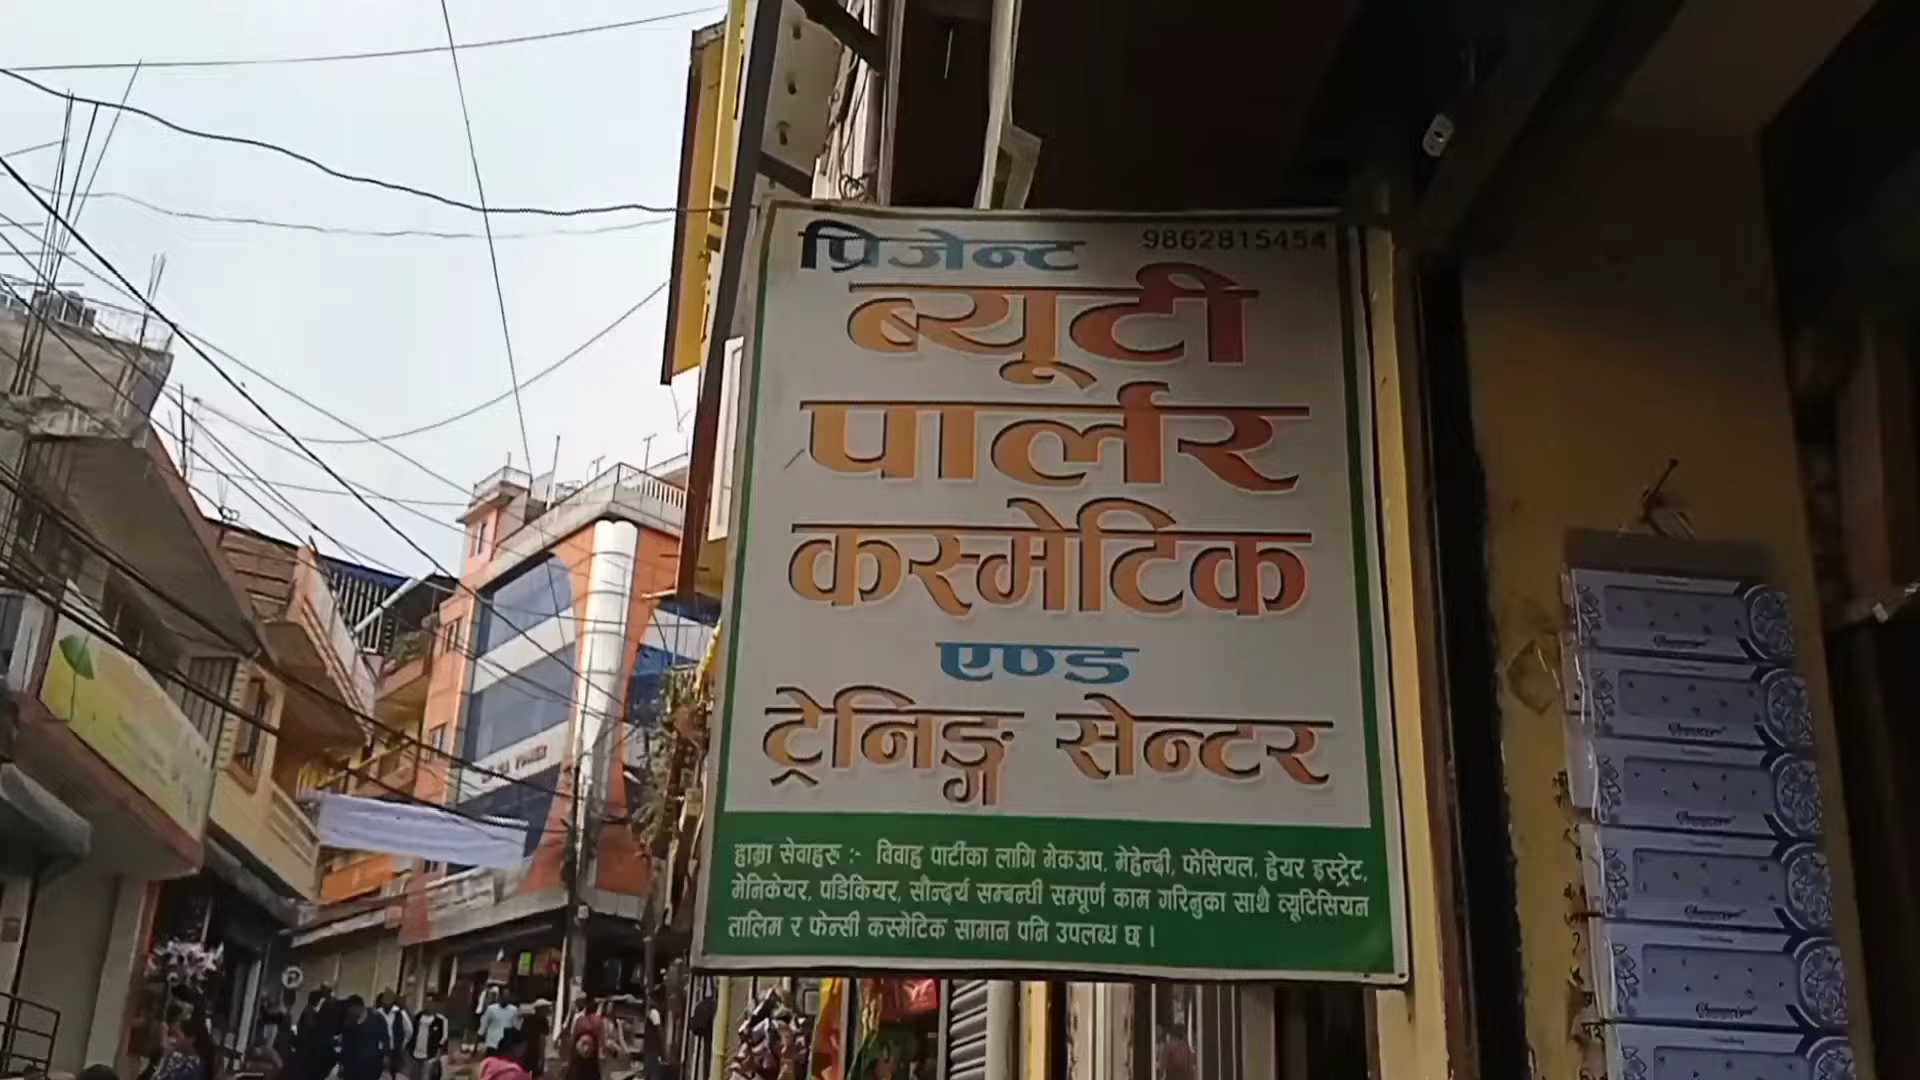 प्रिजेन्ट 9862815454
ब्यूटी
पार्लर
कस्मेटिक
एण्ड
ट्रेनिङ्ग सेन्टर
हाम्रा सेवाहरु :- विवाह पार्टीका लागि मेकअप, मेहेन्दी, फेसियल, हेयर इस्ट्रेट,
मेनिकेयर, पडिकियर, सौन्दर्य सम्बन्धी सम्पूर्ण काम गरिनुका साथै व्यूटिसियन
तालिम र फेन्सी कस्मेटिक सामान पनि उपलब्ध छ ।